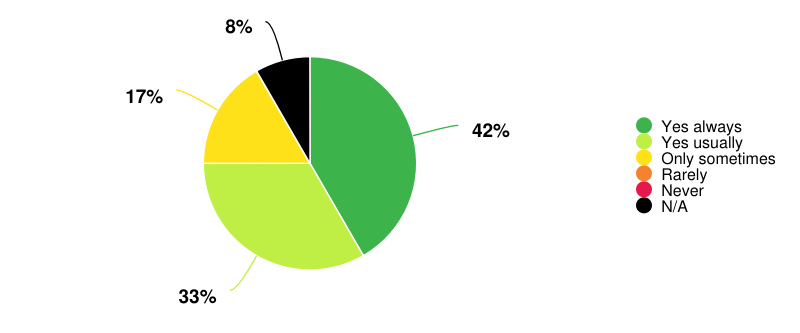 8%
17%
42%
33%
Yes always
Yes usually
Only sometimes
Rarely
Never
N/A